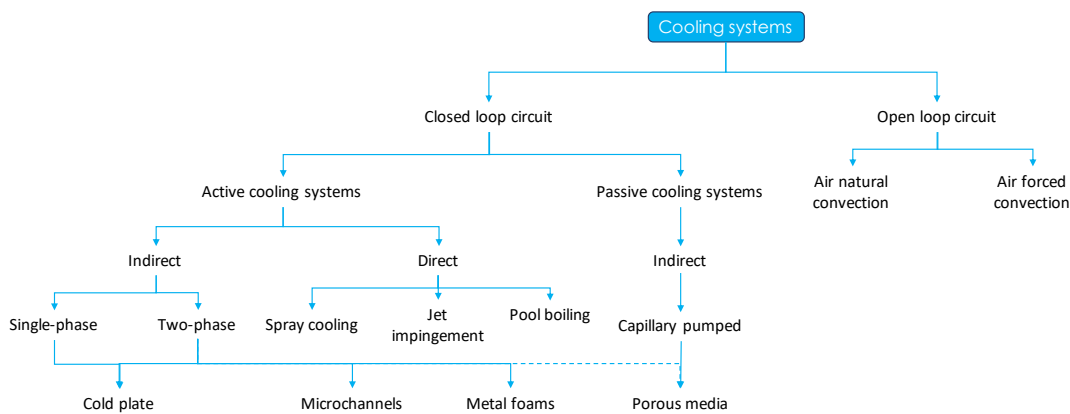 Cooling systems
Closed loop circuit
Open loop circuit
Active cooling systems
Passive cooling systems
Air natural
convection
Air forced
convection
Indirect
Direct
Indirect
Single-phase
Two-phase
Spray cooling
Jet
impingement
Pool boiling
Capillary pumped
Cold plate
Microchannels
Metal foams
Porous media